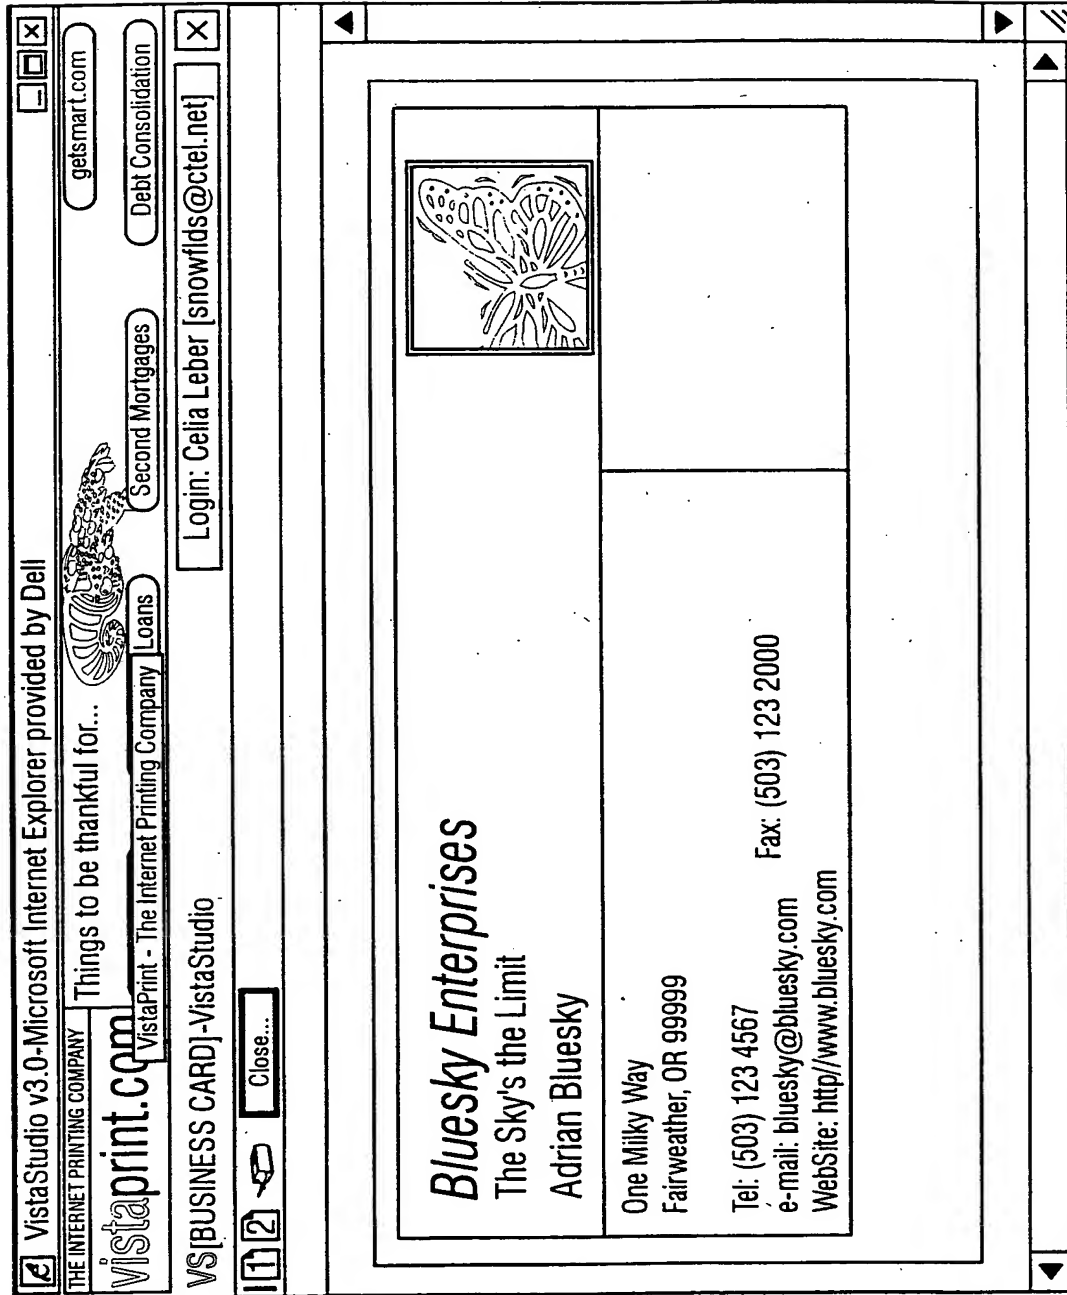 VistaStudio v3.0-Microsoft Internet Explorer provided by Dell
THE INTERNET PRINTING COMPANY
vistaprint.com
Things to be thankful for...
getsmart.com
VistaPrint - The Internet Printing Company
Loans
Second Mortgages
Debt Consolidation
VS[BUSINESS CARD]-VistaStudio
Login: Celia Leber [snowflds@ctel.net]
1 2
Close...
Bluesky Enterprises
The Sky's the Limit
Adrian Bluesky
One Milky Way
Fairweather, OR 99999
Tel: (503) 123 4567
Fax: (503) 123 2000
e-mail: bluesky@bluesky.com
WebSite: http//www.bluesky.com